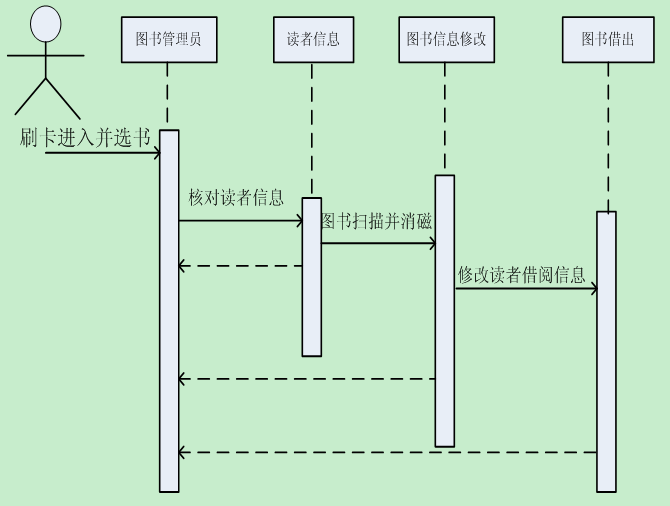 图书管理员
读者信息
图书信息修改
图书借出
刷卡进入并选书
核对读者信息
图书扫描并消磁
修改读者借阅信息